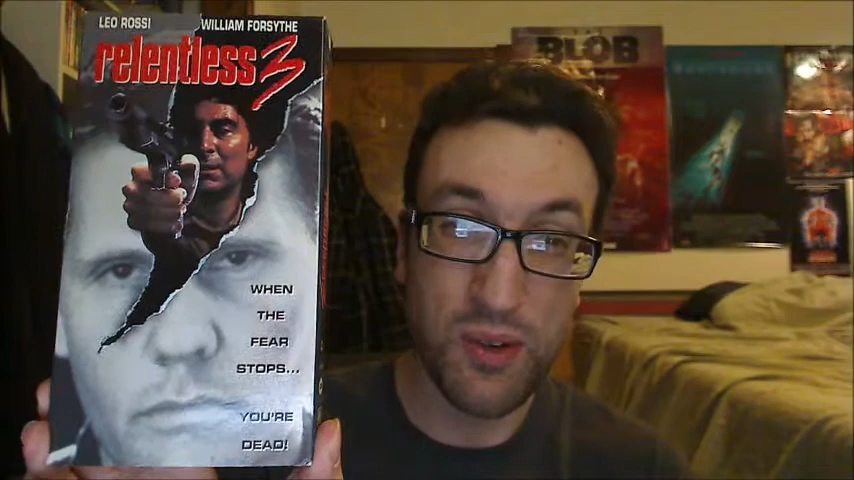 LEO ROSSI
WILLIAM FORSYTHE
relentless 3
WHEN
THE
FEAR
STOPS...
YOU'RE
DEAD!
BLOB